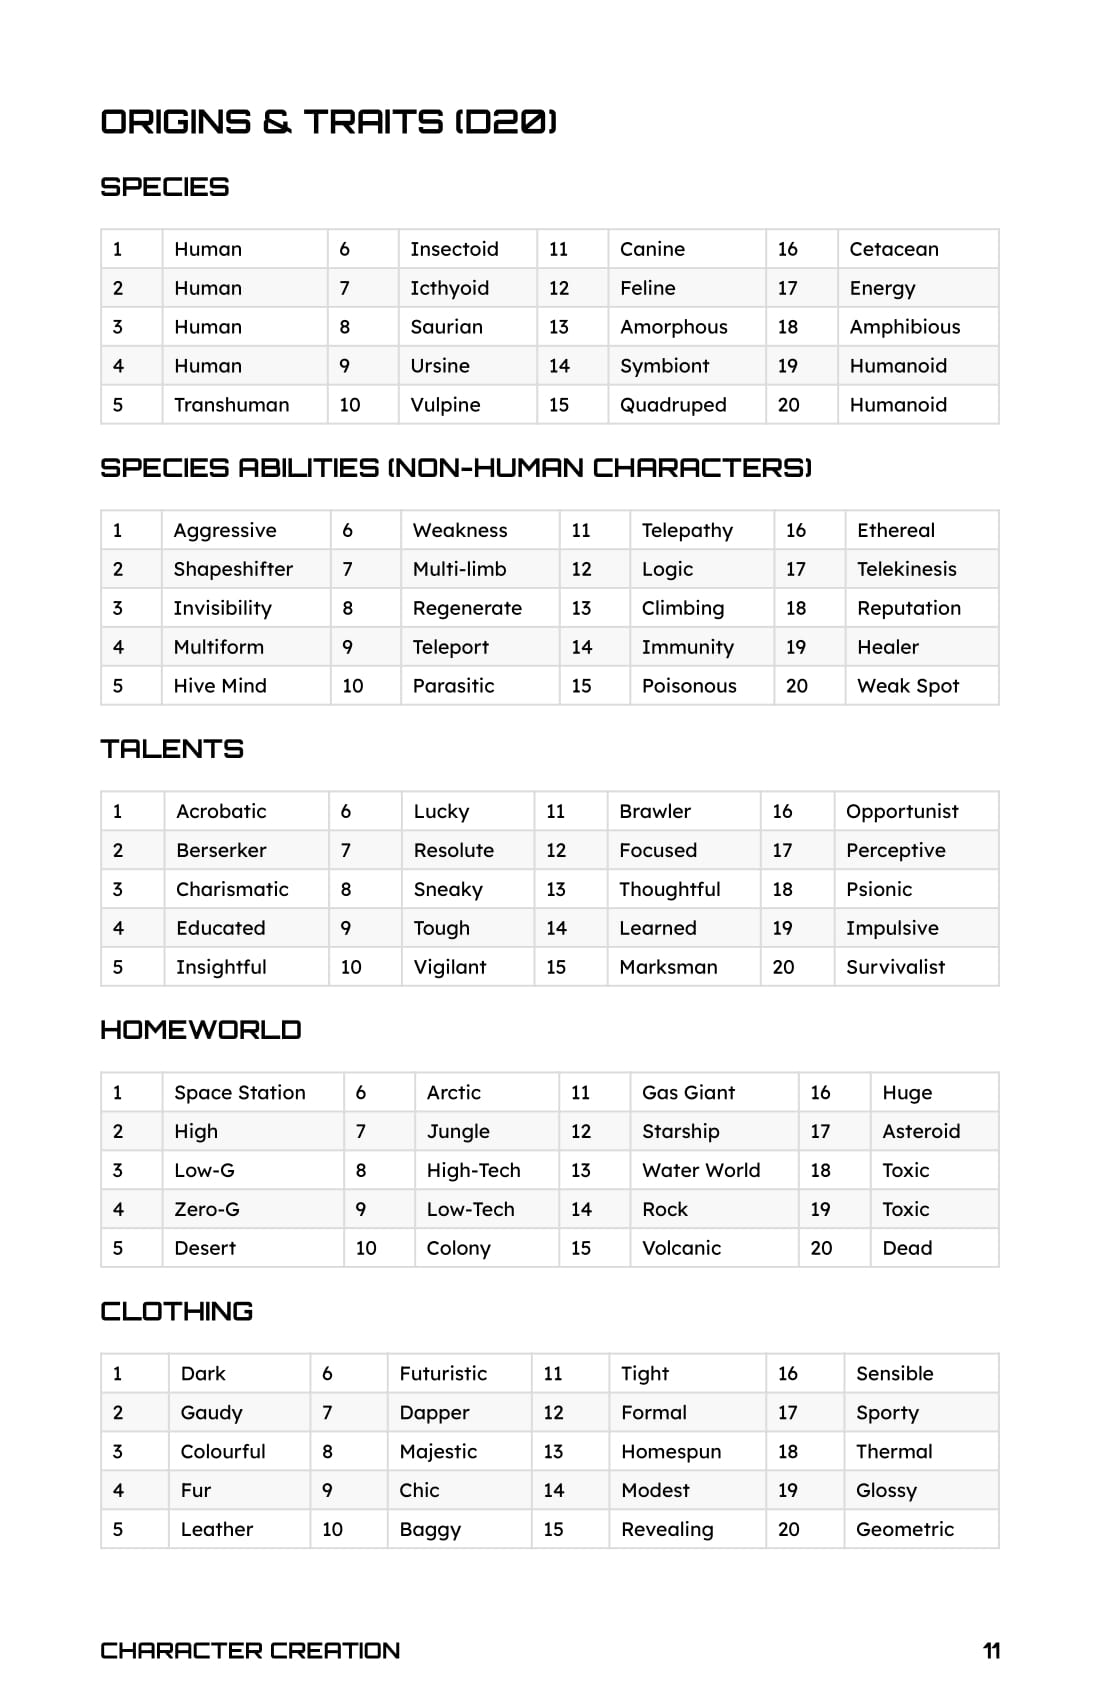 ORIGINS & TRAITS (D20)
SPECIES
1 Human 6 Insectoid 11 Canine 16 Cetacean
2 Human 7 Icthyoid 12 Feline 17 Energy
3 Human 8 Saurian 13 Amorphous 18 Amphibious
4 Human 9 Ursine 14 Symbiont 19 Humanoid
5 Transhuman 10 Vulpine 15 Quadruped 20 Humanoid
SPECIES ABILITIES (NON-HUMAN CHARACTERS)
1 Aggressive 6 Weakness 11 Telepathy 16 Ethereal
2 Shapeshifter 7 Multi-limb 12 Logic 17 Telekinesis
3 Invisibility 8 Regenerate 13 Climbing 18 Reputation
4 Multiform 9 Teleport 14 Immunity 19 Healer
5 Hive Mind 10 Parasitic 15 Poisonous 20 Weak Spot
TALENTS
1 Acrobatic 6 Lucky 11 Brawler 16 Opportunist
2 Berserker 7 Resolute 12 Focused 17 Perceptive
3 Charismatic 8 Sneaky 13 Thoughtful 18 Psionic
4 Educated 9 Tough 14 Learned 19 Impulsive
5 Insightful 10 Vigilant 15 Marksman 20 Survivalist
HOMEWORLD
1 Space Station 6 Arctic 11 Gas Giant 16 Huge
2 High 7 Jungle 12 Starship 17 Asteroid
3 Low-G 8 High-Tech 13 Water World 18 Toxic
4 Zero-G 9 Low-Tech 14 Rock 19 Toxic
5 Desert 10 Colony 15 Volcanic 20 Dead
CLOTHING
1 Dark 6 Futuristic 11 Tight 16 Sensible
2 Gaudy 7 Dapper 12 Formal 17 Sporty
3 Colourful 8 Majestic 13 Homespun 18 Thermal
4 Fur 9 Chic 14 Modest 19 Glossy
5 Leather 10 Baggy 15 Revealing 20 Geometric
CHARACTER CREATION 11